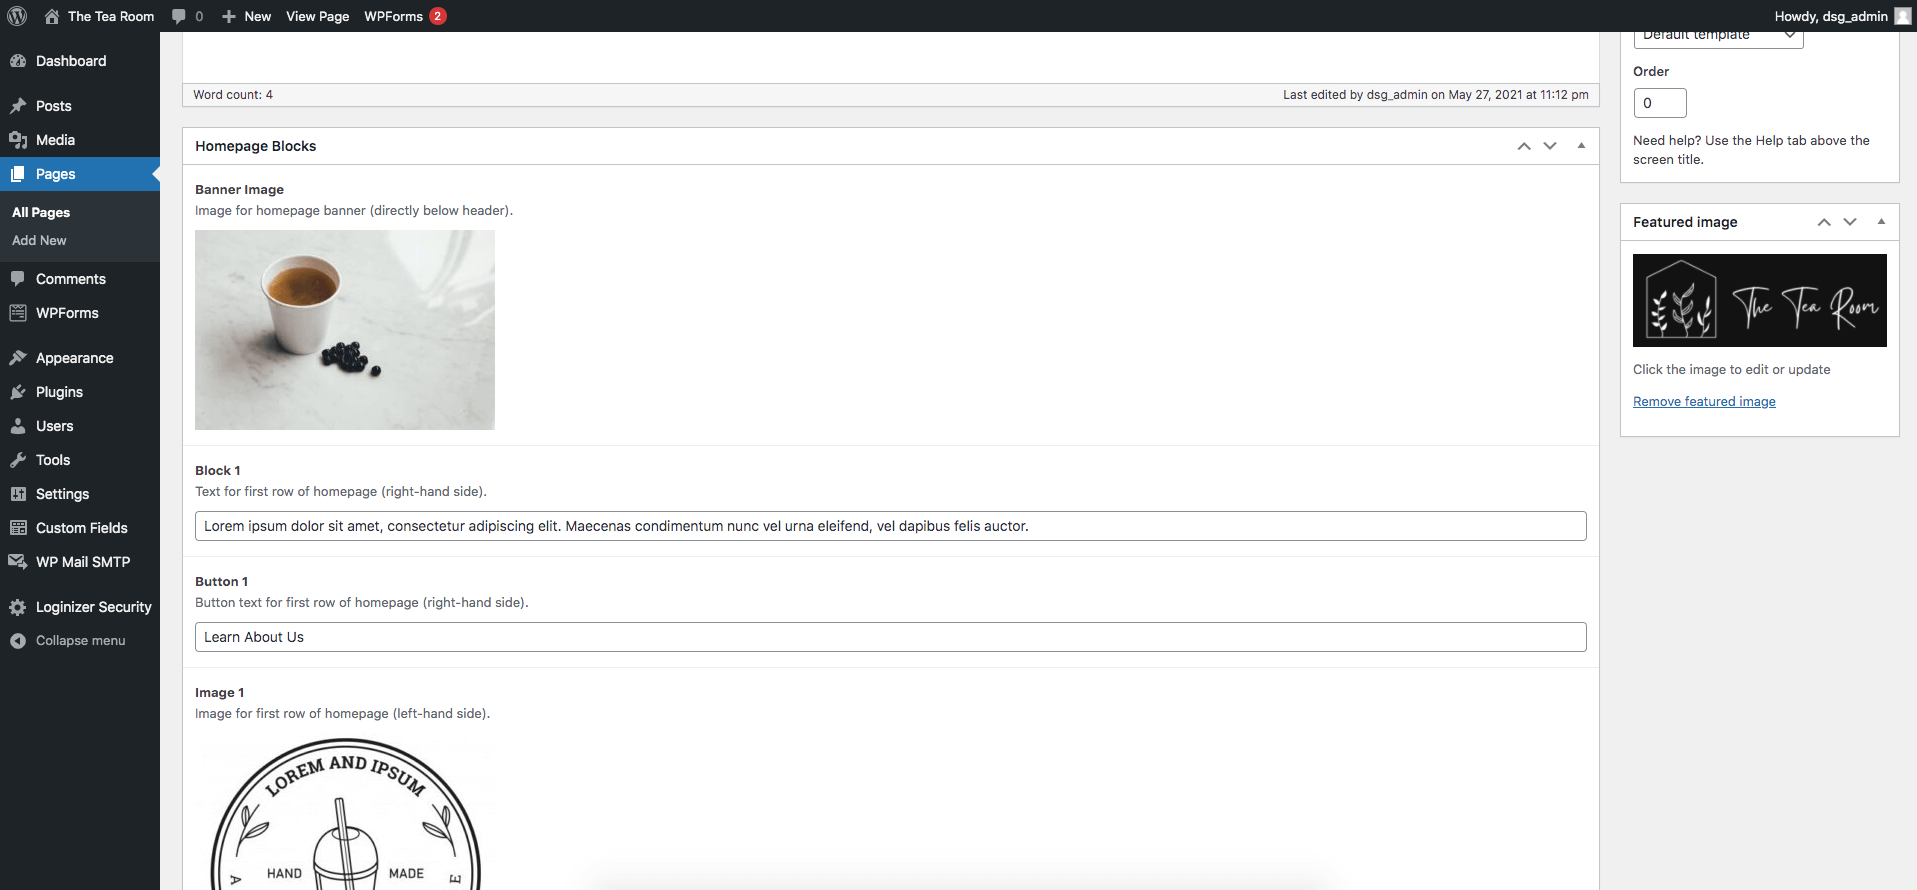 The Tea Room
0
New
View Page
WPForms
2
Howdy, dsg_admin
Dashboard
Posts
Media
Pages
All Pages
Add New
Comments
WPForms
Appearance
Plugins
Users
Tools
Settings
Custom Fields
WP Mail SMTP
Loginizer Security
Collapse menu
Word count: 4
Last edited by dsg_admin on May 27, 2021 at 11:12 pm
Homepage Blocks
Banner Image
Image for homepage banner (directly below header).
Block 1
Text for first row of homepage (right-hand side).
Lorem ipsum dolor sit amet, consectetur adipiscing elit. Maecenas condimentum nunc vel urna eleifend, vel dapibus felis auctor.
Button 1
Button text for first row of homepage (right-hand side).
Learn About Us
Image 1
Image for first row of homepage (left-hand side).
LOREM AND IPSUM
HAND
MADE
A
E
Default template
Order
0
Need help? Use the Help tab above the
screen title.
Featured image
The Tea Room
Click the image to edit or update
Remove featured image